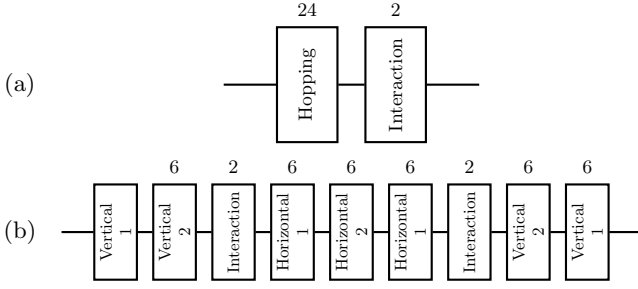 24 2
(a) Hopping Interaction
6 2 6 6 6 2 6 6
(b) Vertical 1 Vertical 2 Interaction Horizontal 1 Horizontal 2 Horizontal 1 Interaction Vertical 2 Vertical 1